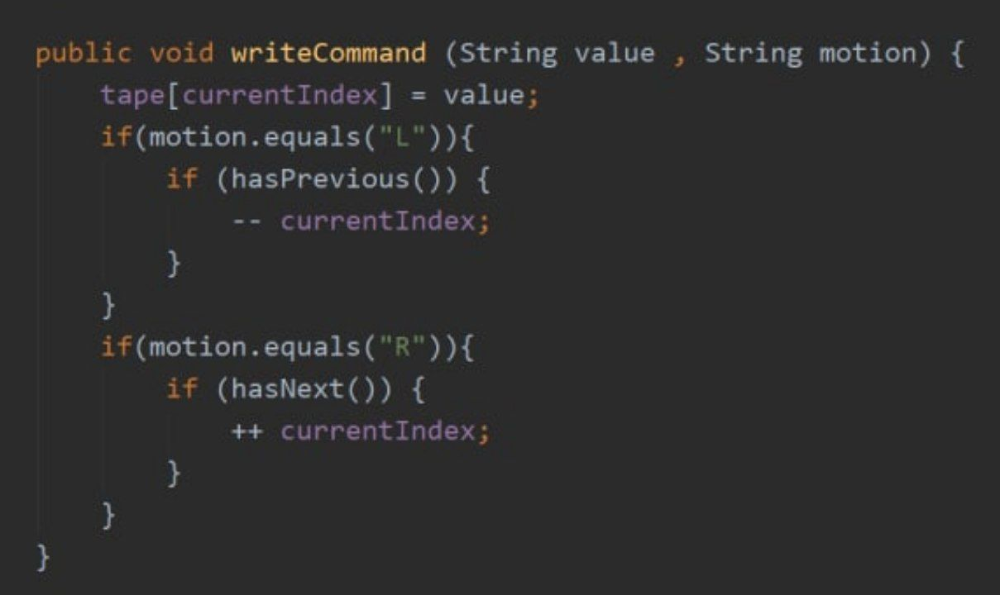 public void writeCommand (String value , String motion) {
    tape[currentIndex] = value;
    if(motion.equals("L")){
        if (hasPrevious()) {
            -- currentIndex;
        }
    }
    if(motion.equals("R")){
        if (hasNext()) {
            ++ currentIndex;
        }
    }
}